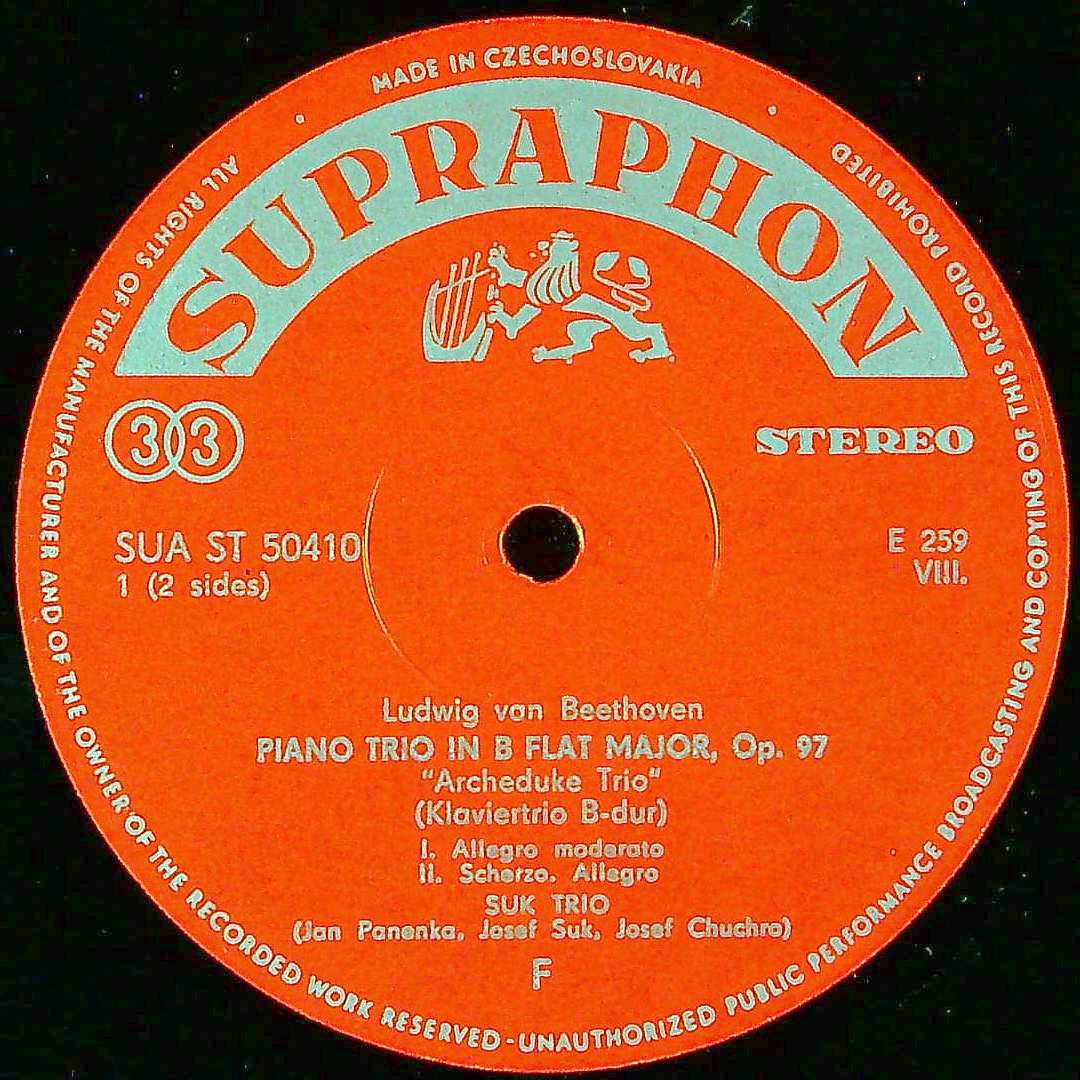 MADE IN CZECHOSLOVAKIA
SUPRAPHON
33
STEREO
SUA ST 50410
1 (2 sides)
E 259
VIII.
Ludwig van Beethoven
PIANO TRIO IN B FLAT MAJOR, Op. 97
"Archeduke Trio"
(Klaviertrio B-dur)
I. Allegro moderato
II. Scherzo. Allegro
SUK TRIO
(Jan Panenka, Josef Suk, Josef Chuchro)
F
ALL RIGHTS OF THE MANUFACTURER AND OF THE OWNER OF THE RECORDED WORK RESERVED - UNAUTHORIZED PUBLIC PERFORMANCE BROADCASTING AND COPYING OF THIS RECORD PROHIBITED